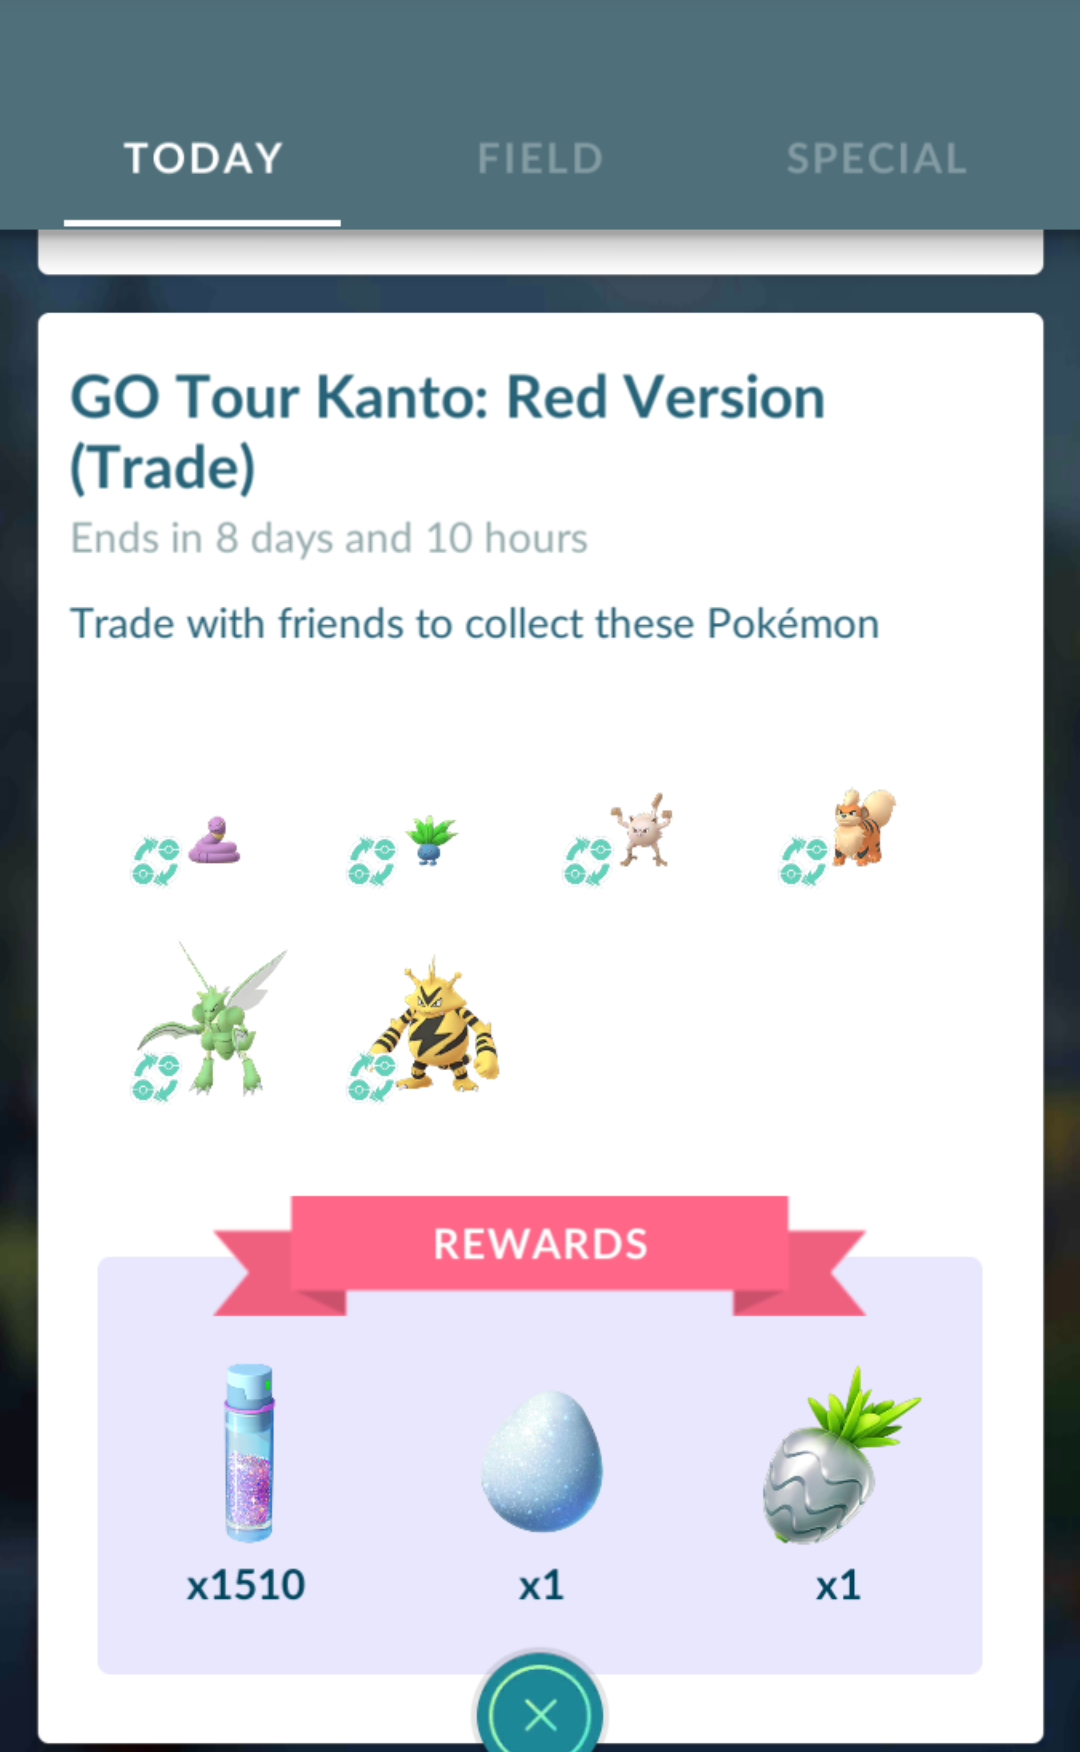 TODAY FIELD SPECIAL
GO Tour Kanto: Red Version
(Trade)
Ends in 8 days and 10 hours
Trade with friends to collect these Pokémon
REWARDS
x1510 x1 x1